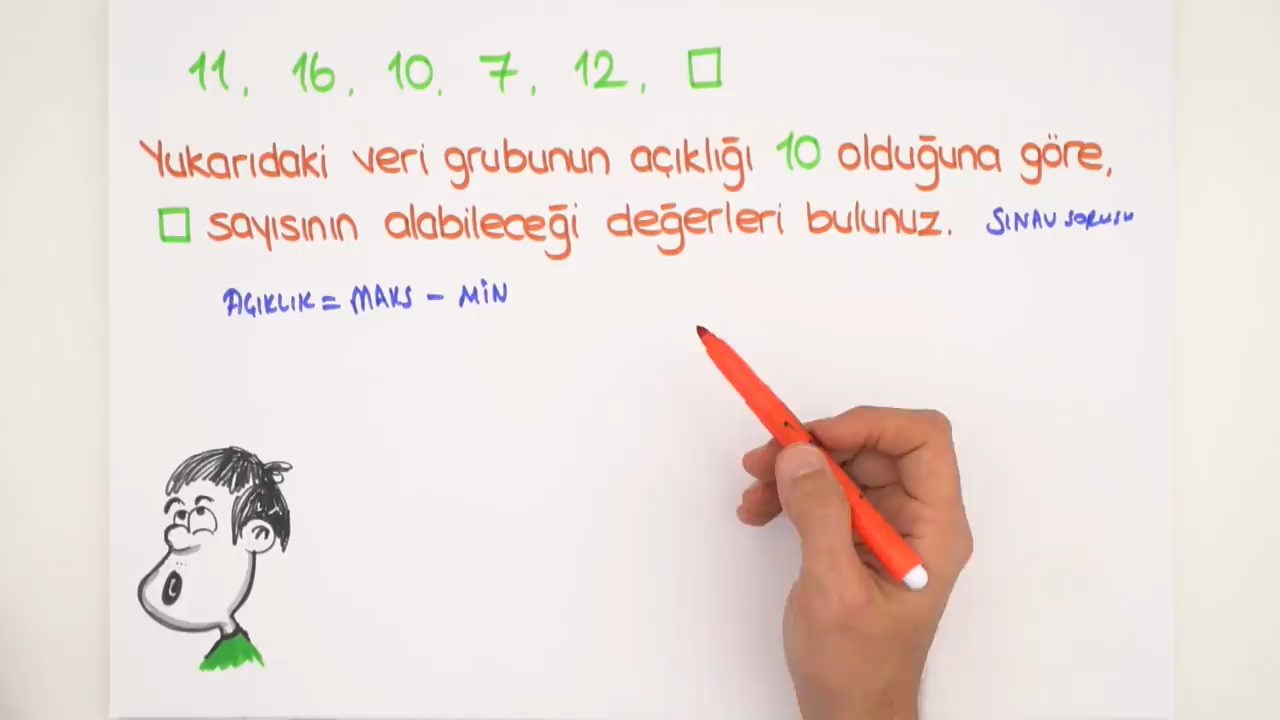 11, 16, 10, 7, 12, □
Yukarıdaki veri grubunun açıklığı 10 olduğuna göre,
□ sayısının alabileceği değerleri bulunuz. SINAV SORUSU
AÇIKLIK = MAKS - MİN